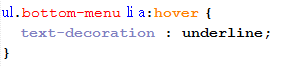 ul.bottom-menu li a:hover {
text-decoration : underline;
}